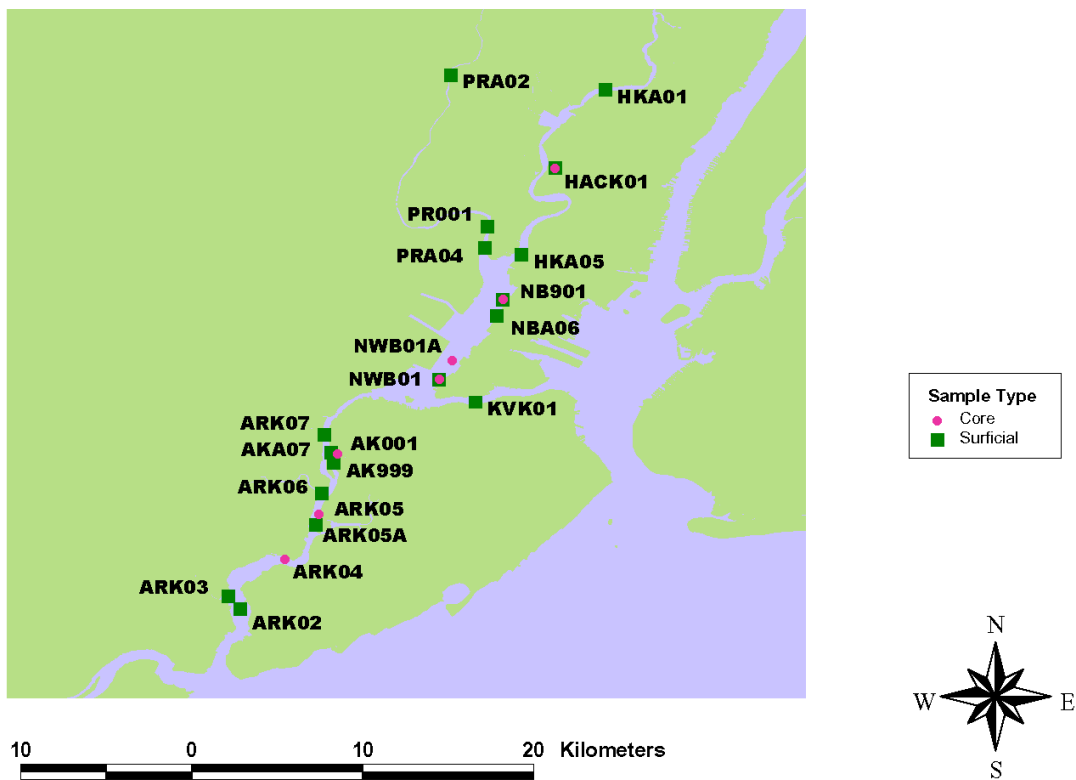 PRA02
HKA01
HACK01
PR001
PRA04
HKA05
NB901
NBA06
NWB01A
NWB01
KVK01
ARK07
AK001
AKA07
AK999
ARK06
ARK05
ARK05A
ARK04
ARK03
ARK02
Sample Type
Core
Surficial
N
W
E
S
10 0 10 20 Kilometers